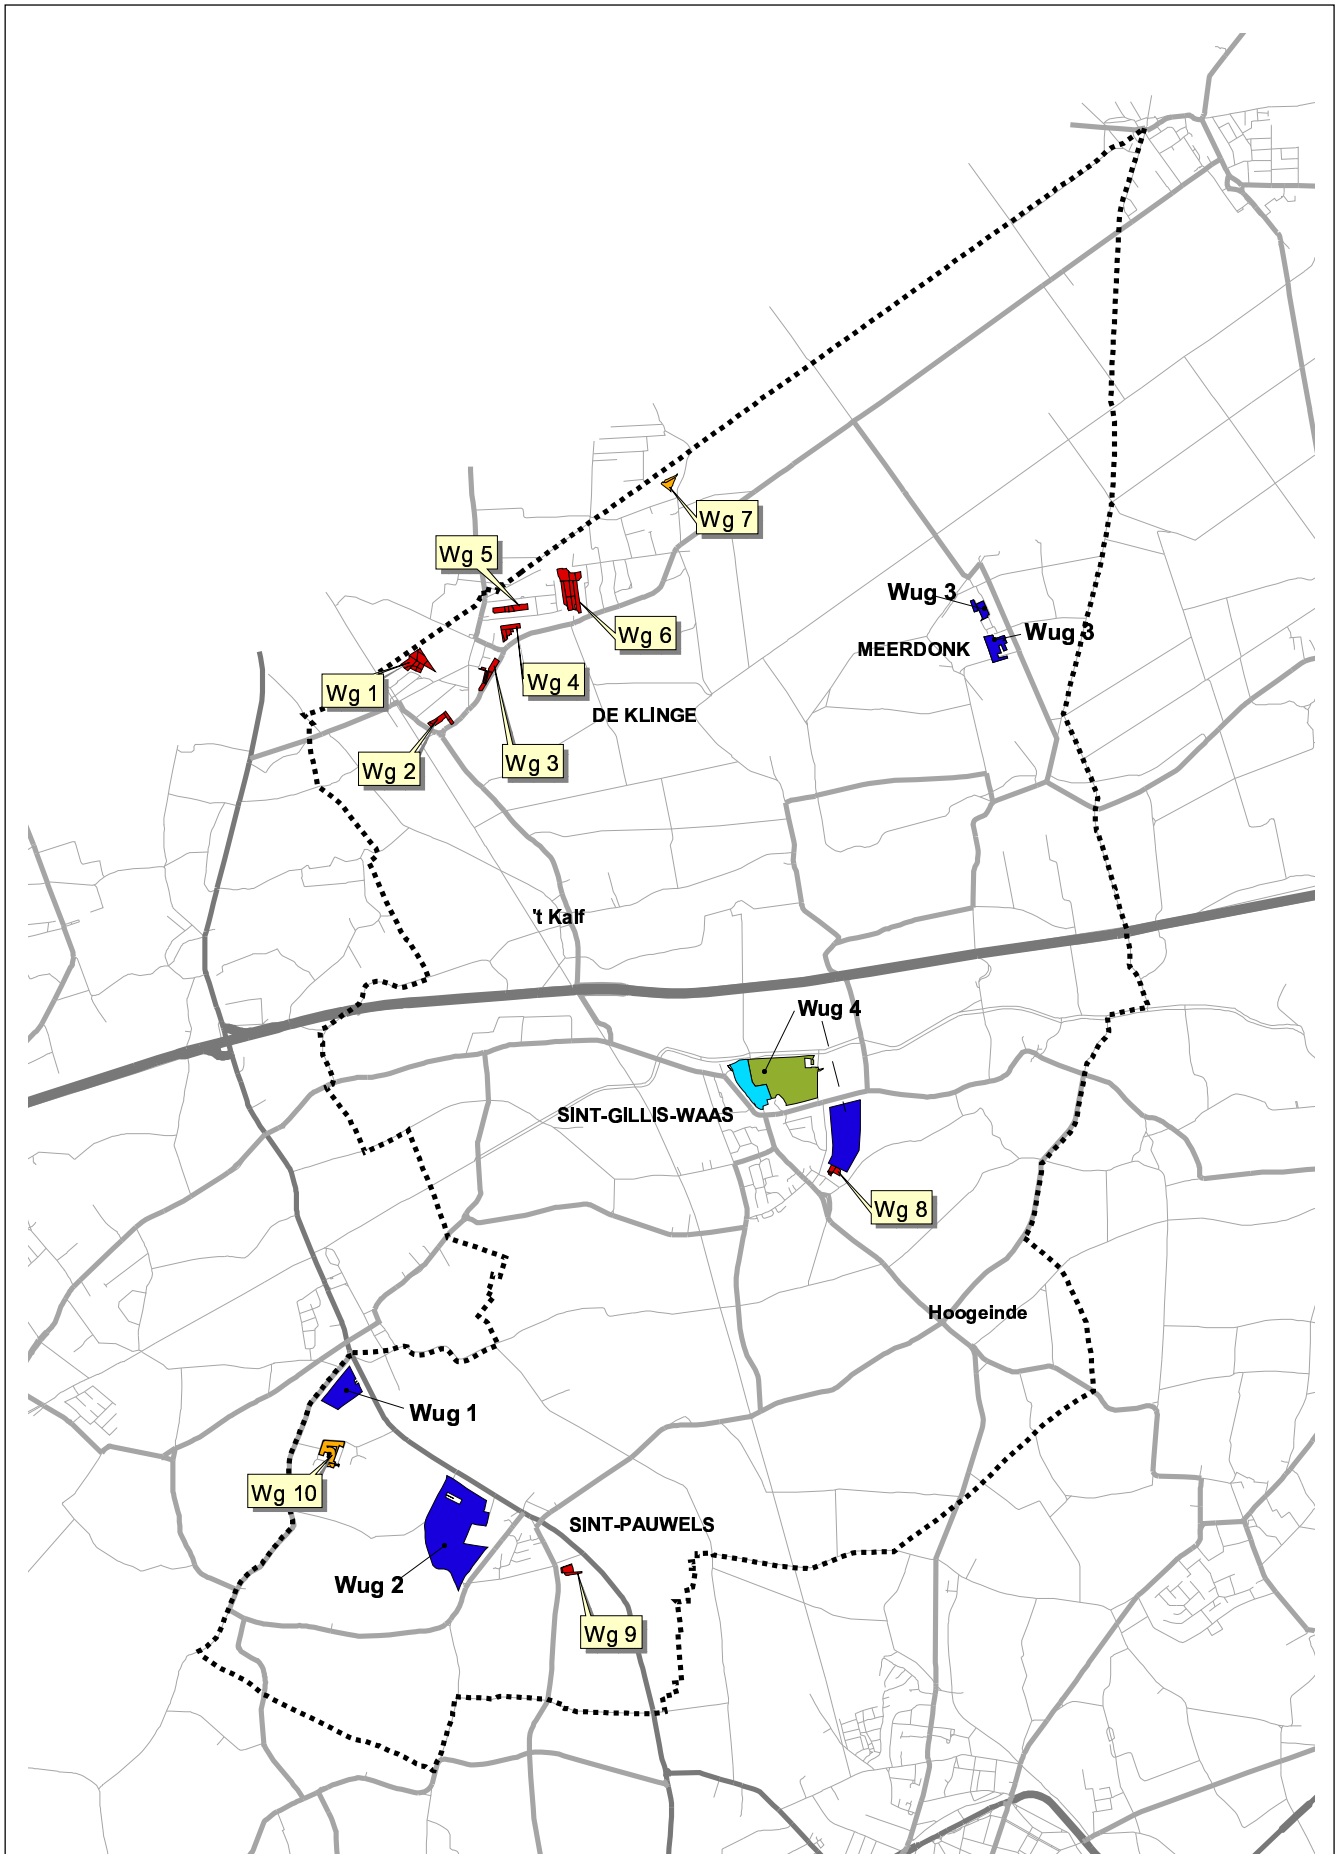 Wg 7
Wg 5
Wug 3
Wg 6
Wug 3
MEERDONK
Wg 4
Wg 1
DE KLINGE
Wg 3
Wg 2
't Kalf
Wug 4
SINT-GILLIS-WAAS
Wg 8
Hoogeinde
Wug 1
Wg 10
SINT-PAUWELS
Wug 2
Wg 9